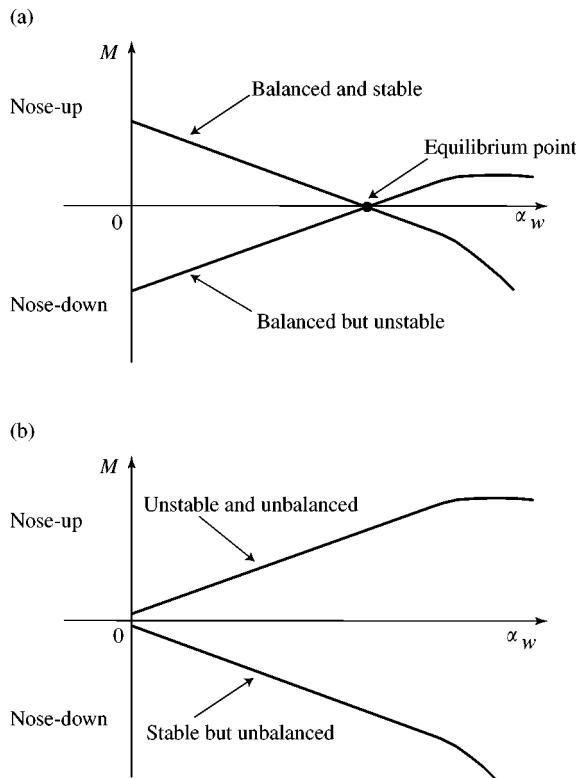 (a)
M
Nose-up
Balanced and stable
Equilibrium point
0
α w
Nose-down
Balanced but unstable
(b)
M
Nose-up
Unstable and unbalanced
0
α w
Nose-down
Stable but unbalanced